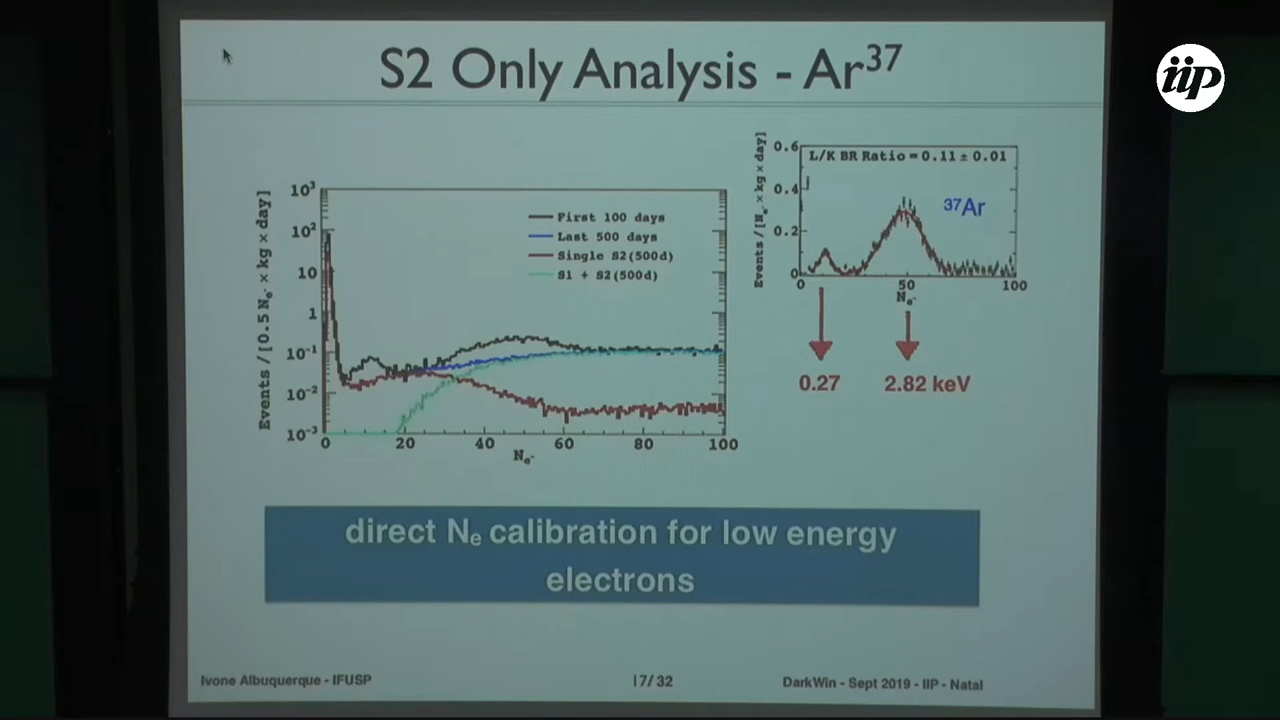 S2 Only Analysis - Ar³⁷
iip
Events / [0.5 Nₑ⁻ × kg × day]
10³
10²
10
1
10⁻¹
10⁻²
10⁻³
0 20 40 60 80 100
Nₑ⁻
First 100 days
Last 500 days
Single S2(500d)
S1 + S2(500d)
Events / [Nₑ⁻ × kg × day]
0.6
0.4
0.2
0
0 50 100
Nₑ⁻
L/K BR Ratio = 0.11 ± 0.01
³⁷Ar
0.27 2.82 keV
direct Nₑ calibration for low energy
electrons
Ivone Albuquerque - IFUSP 17/32 DarkWin - Sept 2019 - IIP - Natal